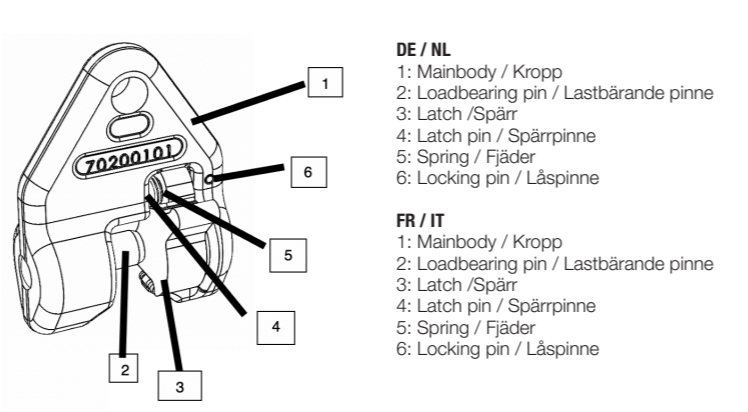 70200101
1
6
5
4
2
3
DE / NL
1: Mainbody / Kropp
2: Loadbearing pin / Lastbärande pinne
3: Latch /Spärr
4: Latch pin / Spärrpinne
5: Spring / Fjäder
6: Locking pin / Låspinne
FR / IT
1: Mainbody / Kropp
2: Loadbearing pin / Lastbärande pinne
3: Latch /Spärr
4: Latch pin / Spärrpinne
5: Spring / Fjäder
6: Locking pin / Låspinne